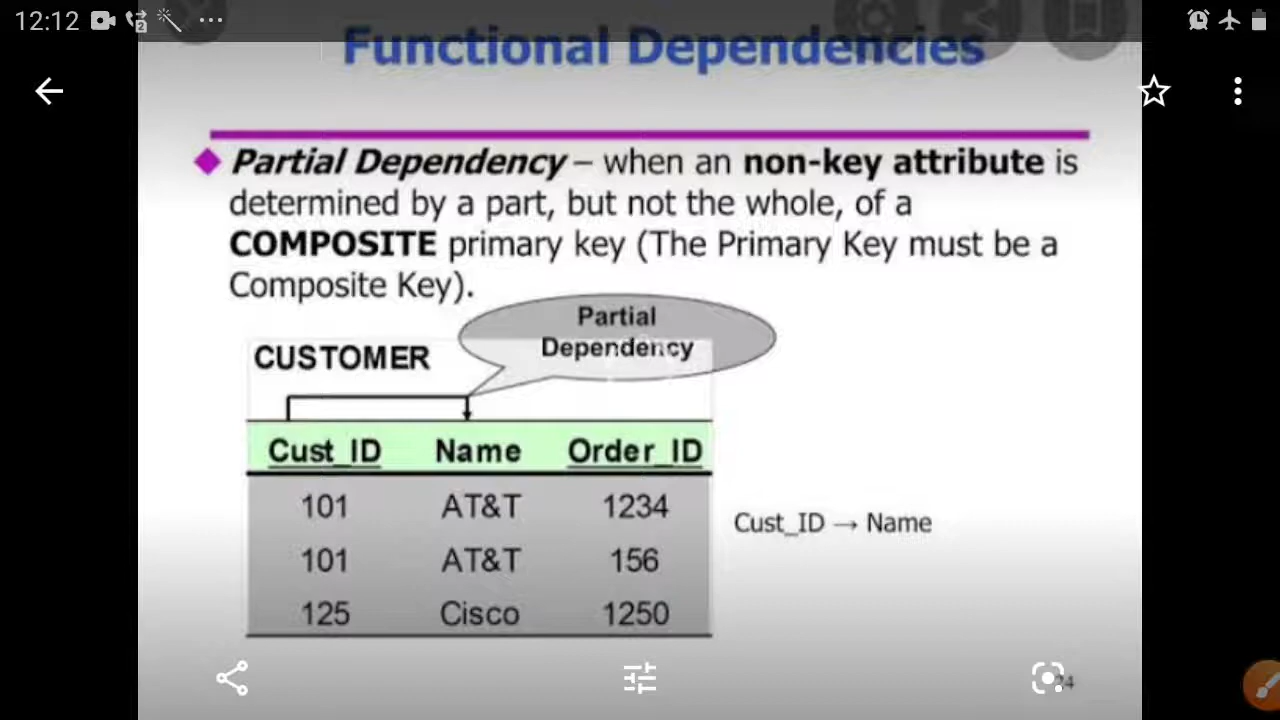 12:12
Functional Dependencies
Partial Dependency – when an non-key attribute is
determined by a part, but not the whole, of a
COMPOSITE primary key (The Primary Key must be a
Composite Key).
Partial
Dependency
CUSTOMER
Cust_ID Name Order_ID
101 AT&T 1234
101 AT&T 156
125 Cisco 1250
Cust_ID → Name
24